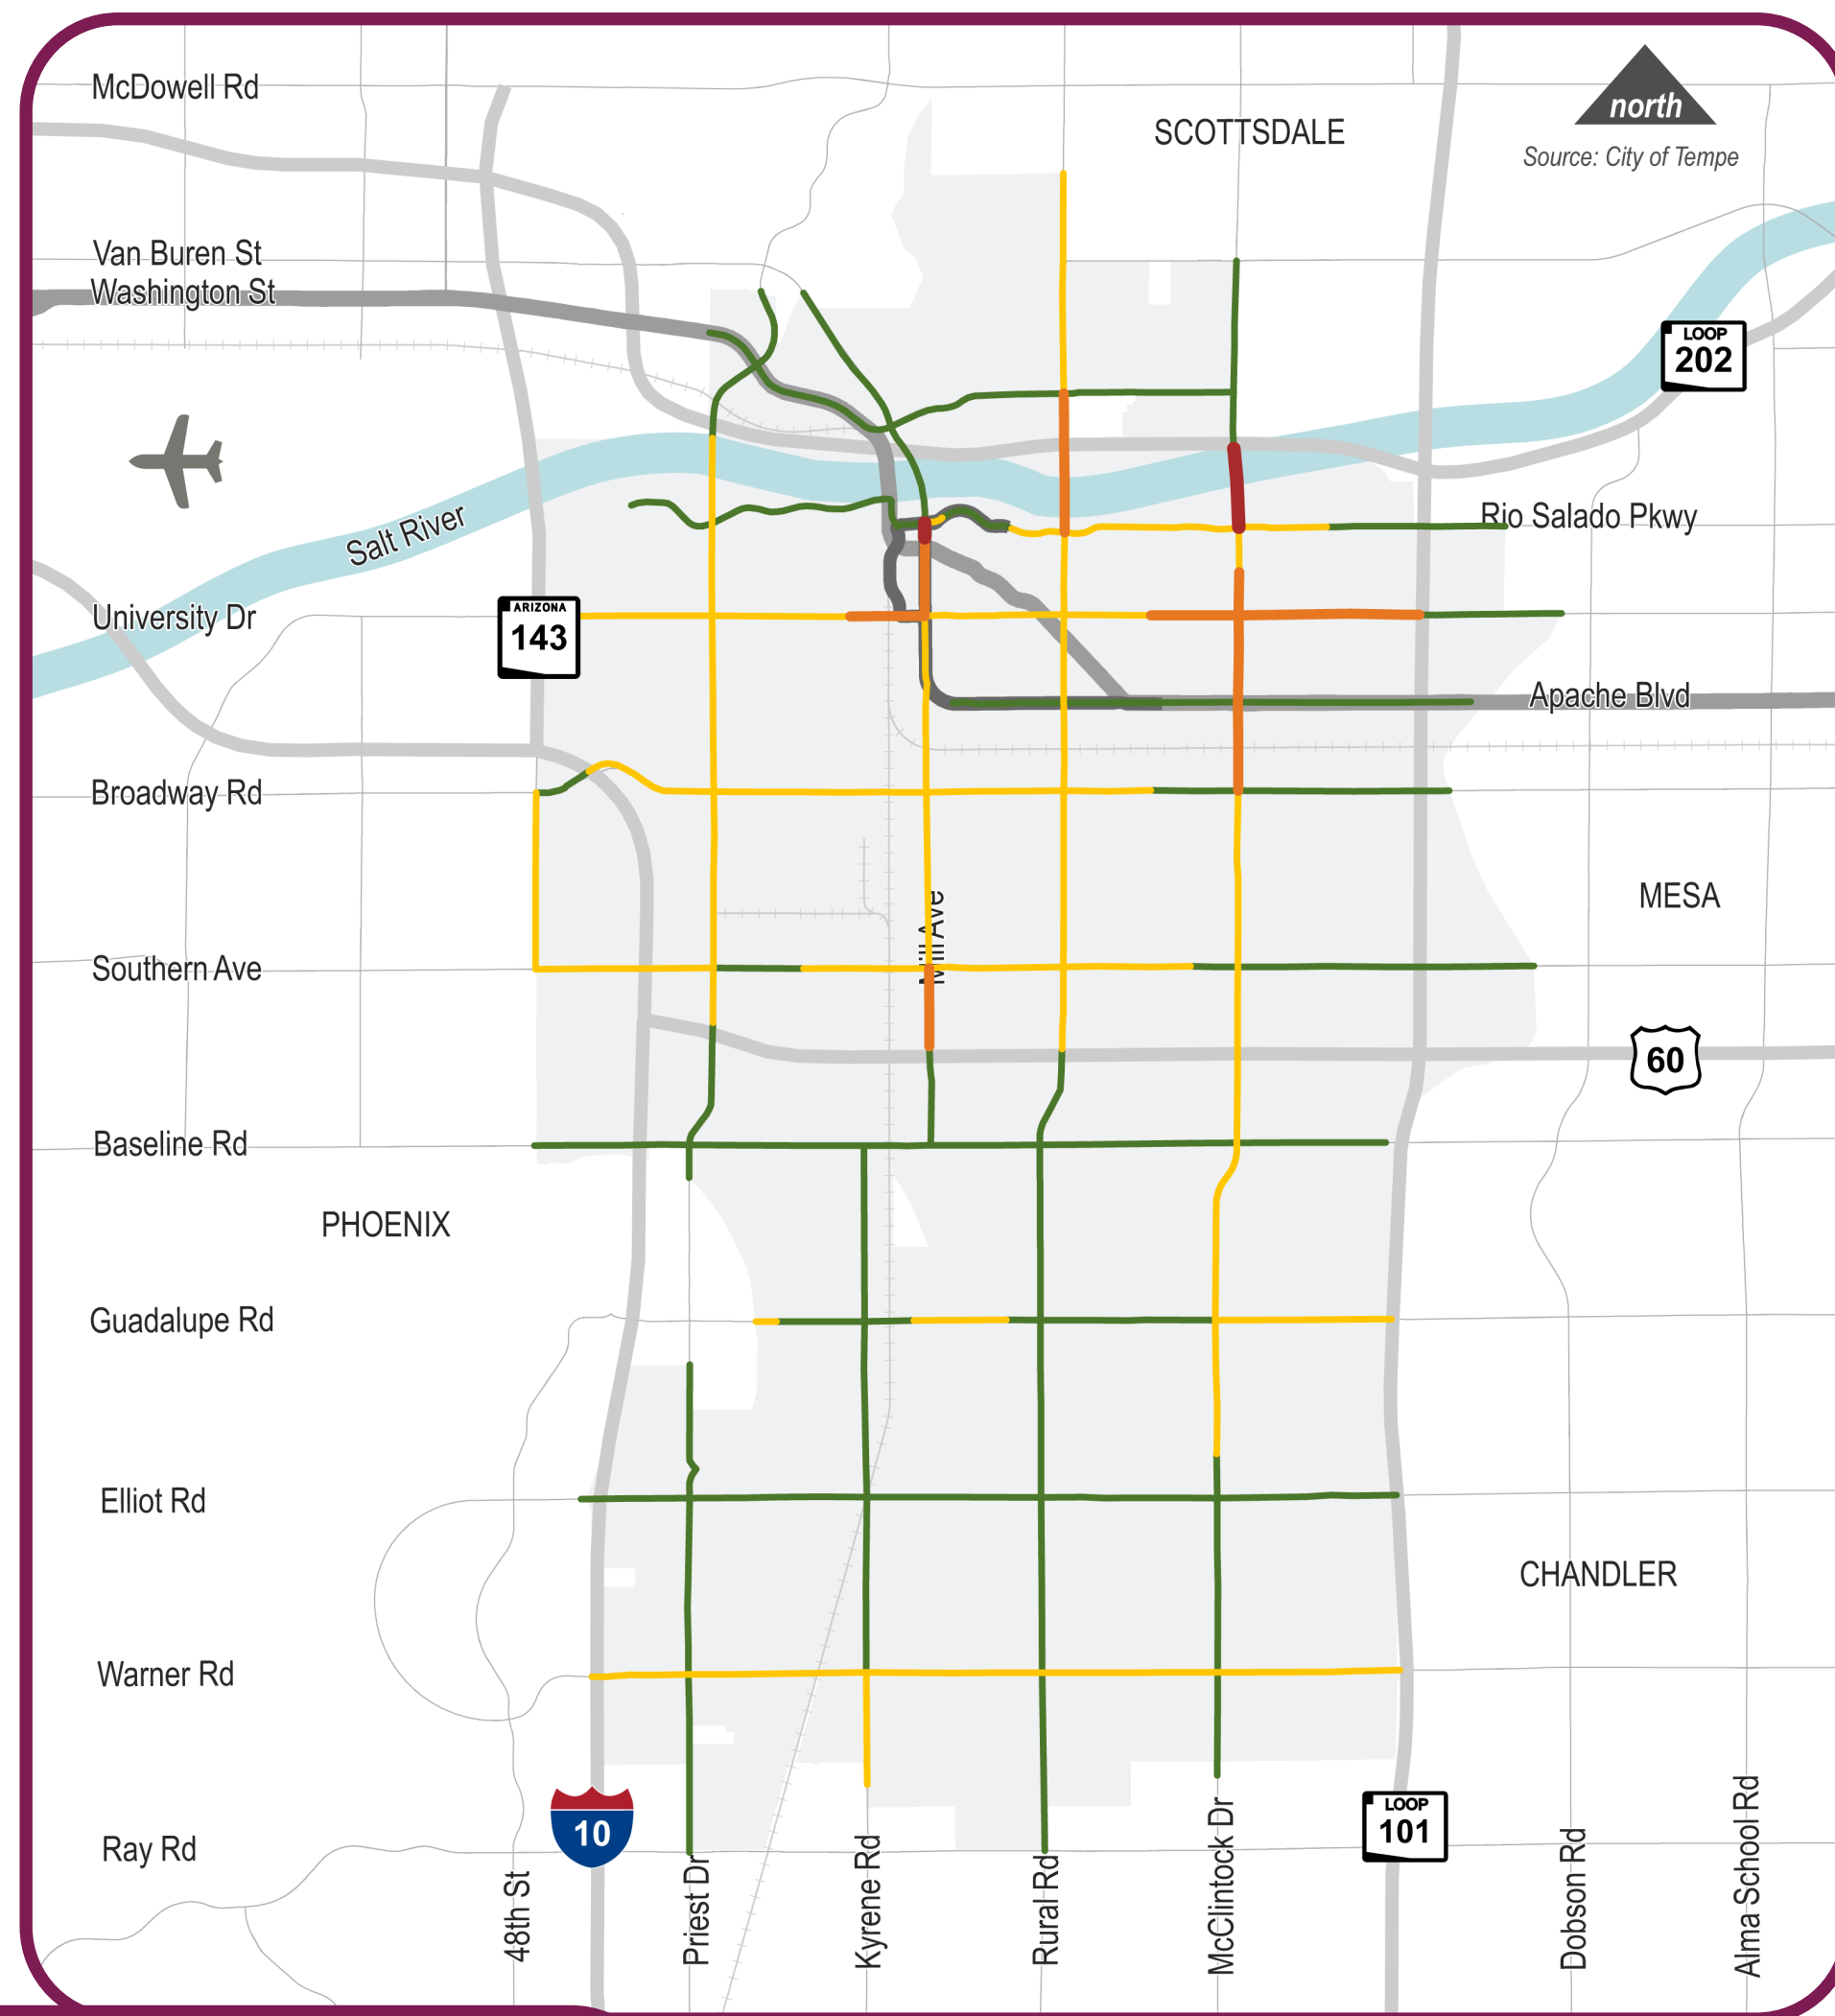 McDowell Rd
SCOTTSDALE
north
Source: City of Tempe
Van Buren St
Washington St
LOOP
202
Salt River
Rio Salado Pkwy
ARIZONA
143
University Dr
Apache Blvd
Broadway Rd
Mill Ave
MESA
Southern Ave
60
Baseline Rd
PHOENIX
Guadalupe Rd
Elliot Rd
CHANDLER
Warner Rd
10
LOOP
101
Ray Rd
48th St
Priest Dr
Kyrene Rd
Rural Rd
McClintock Dr
Dobson Rd
Alma School Rd